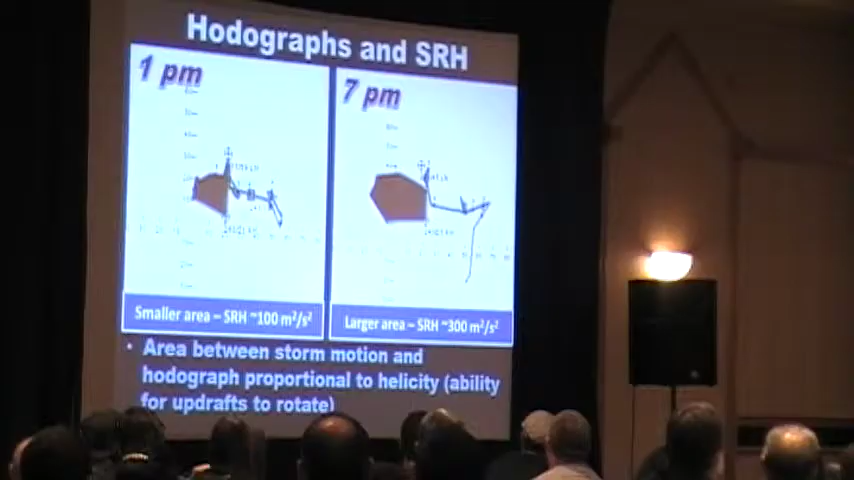 Hodographs and SRH
1 pm
7 pm
Smaller area – SRH ~100 m²/s²
Larger area – SRH ~300 m²/s²
• Area between storm motion and
hodograph proportional to helicity (ability
for updrafts to rotate)